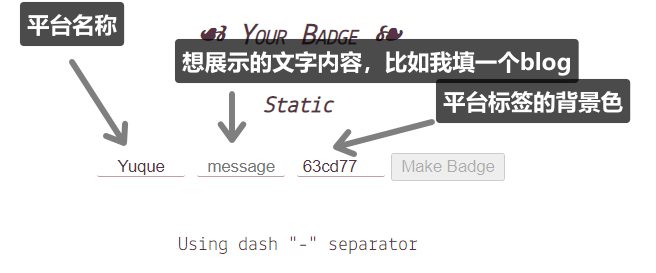 平台名称
☙ YOUR BADGE ❧
想展示的文字内容，比如我填一个blog
Static
平台标签的背景色
Yuque message 63cd77 Make Badge
Using dash "-" separator